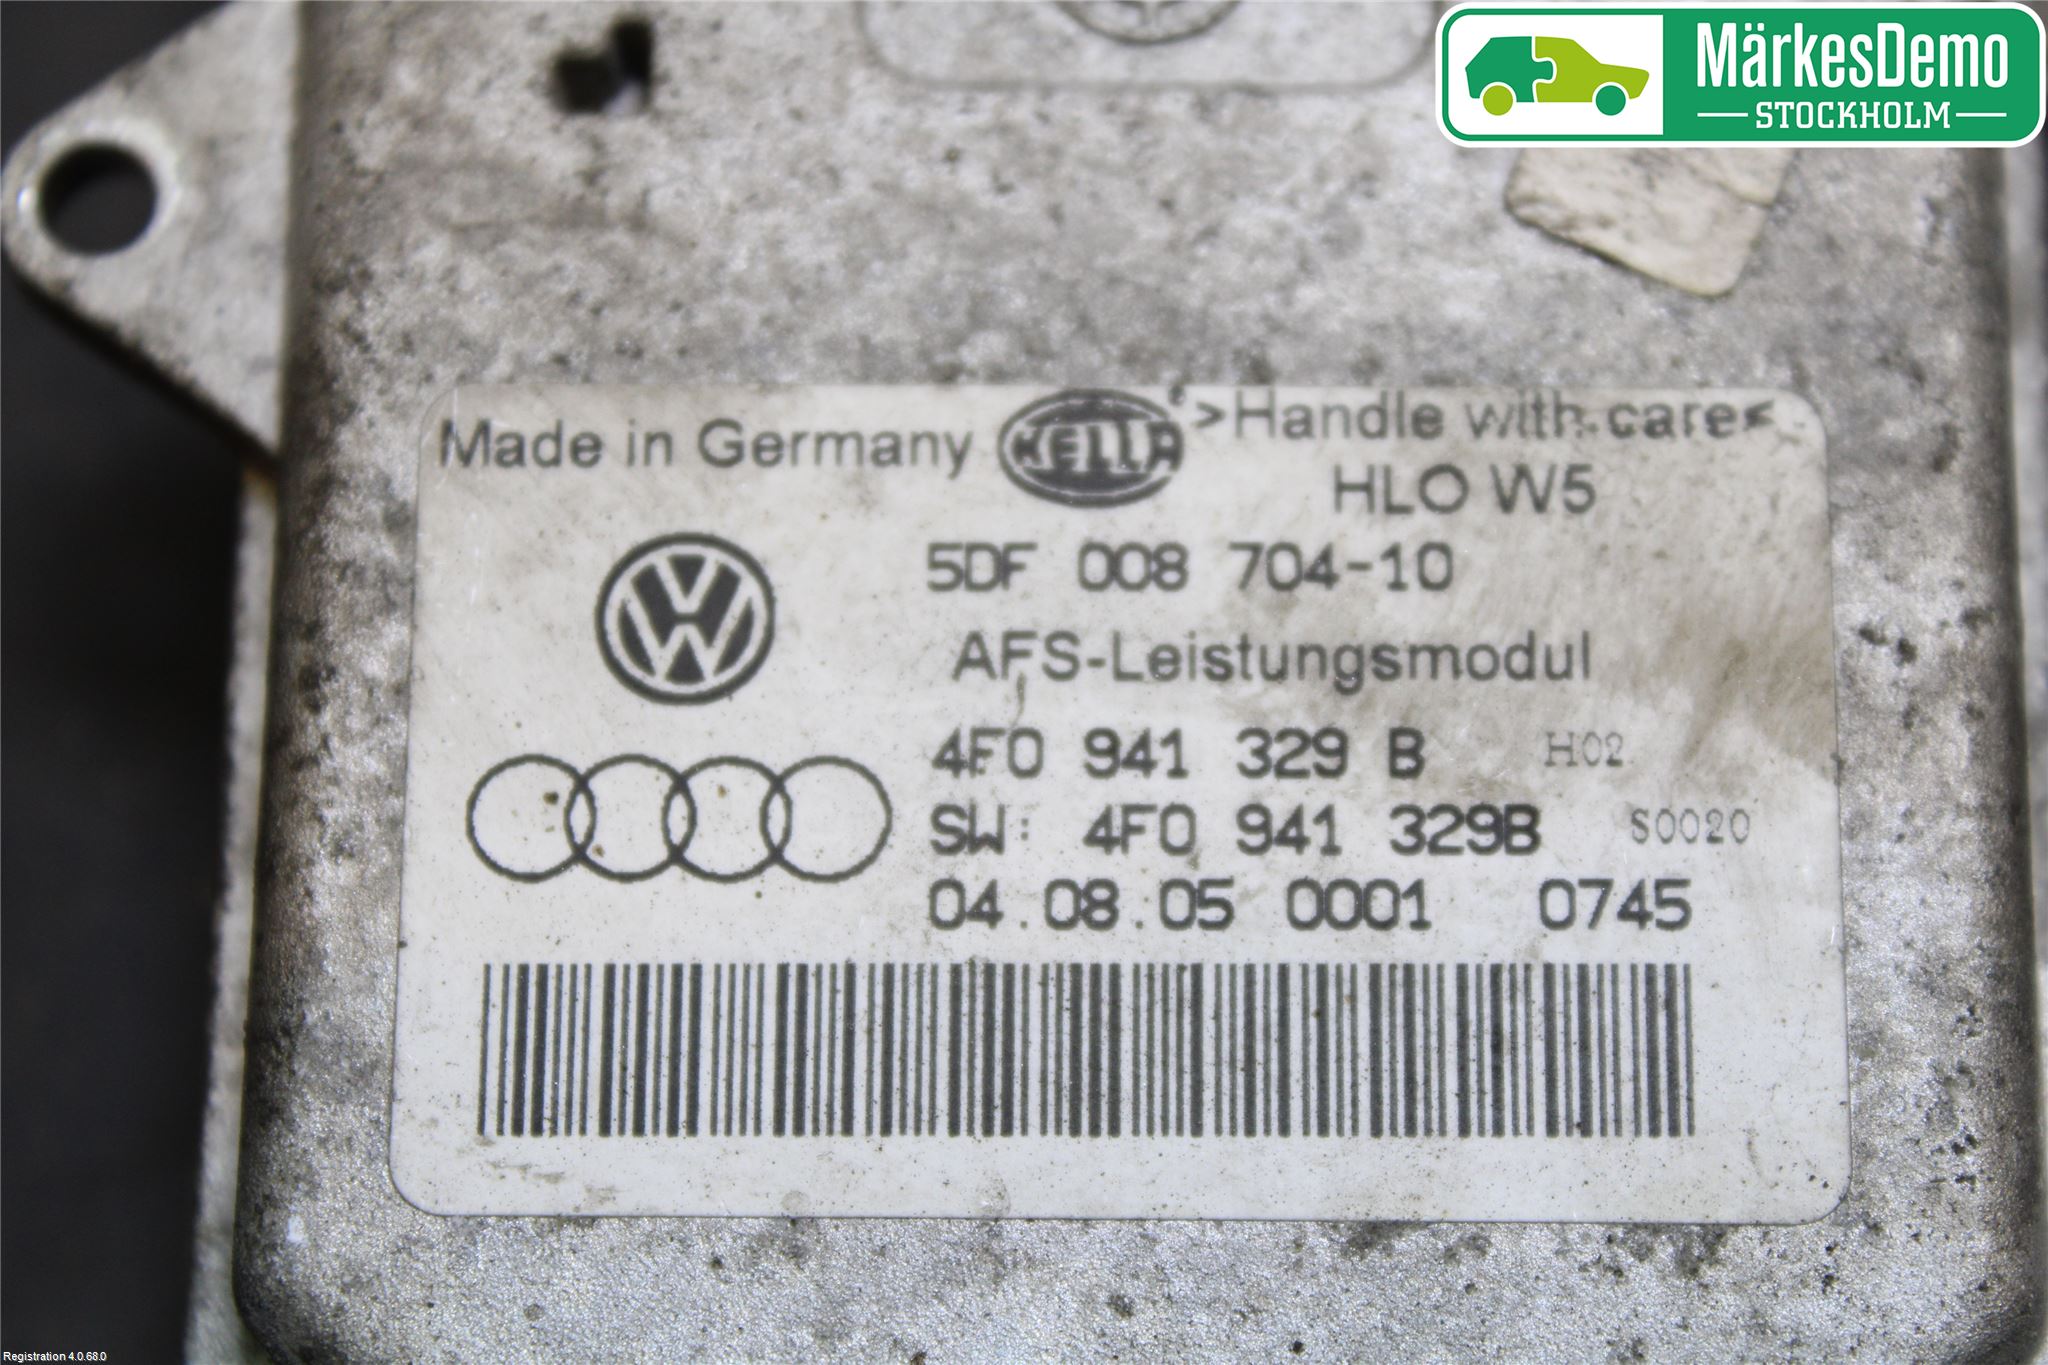 MärkesDemo
STOCKHOLM
Made in Germany HELLA >Handle with care<
HLO W5
5DF 008 704-10
AFS-Leistungsmodul
4F0 941 329 B H02
SW: 4F0 941 329B S0020
04.08.05 0001 0745
Registration 4.0.68.0